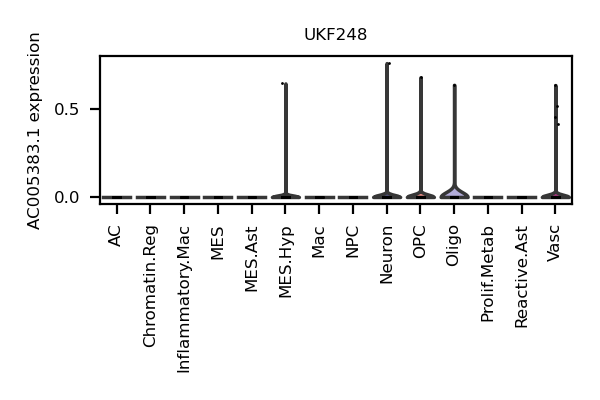 UKF248
AC005383.1 expression
0.5
0.0
AC
Chromatin.Reg
Inflammatory.Mac
MES
MES.Ast
MES.Hyp
Mac
NPC
Neuron
OPC
Oligo
Prolif.Metab
Reactive.Ast
Vasc